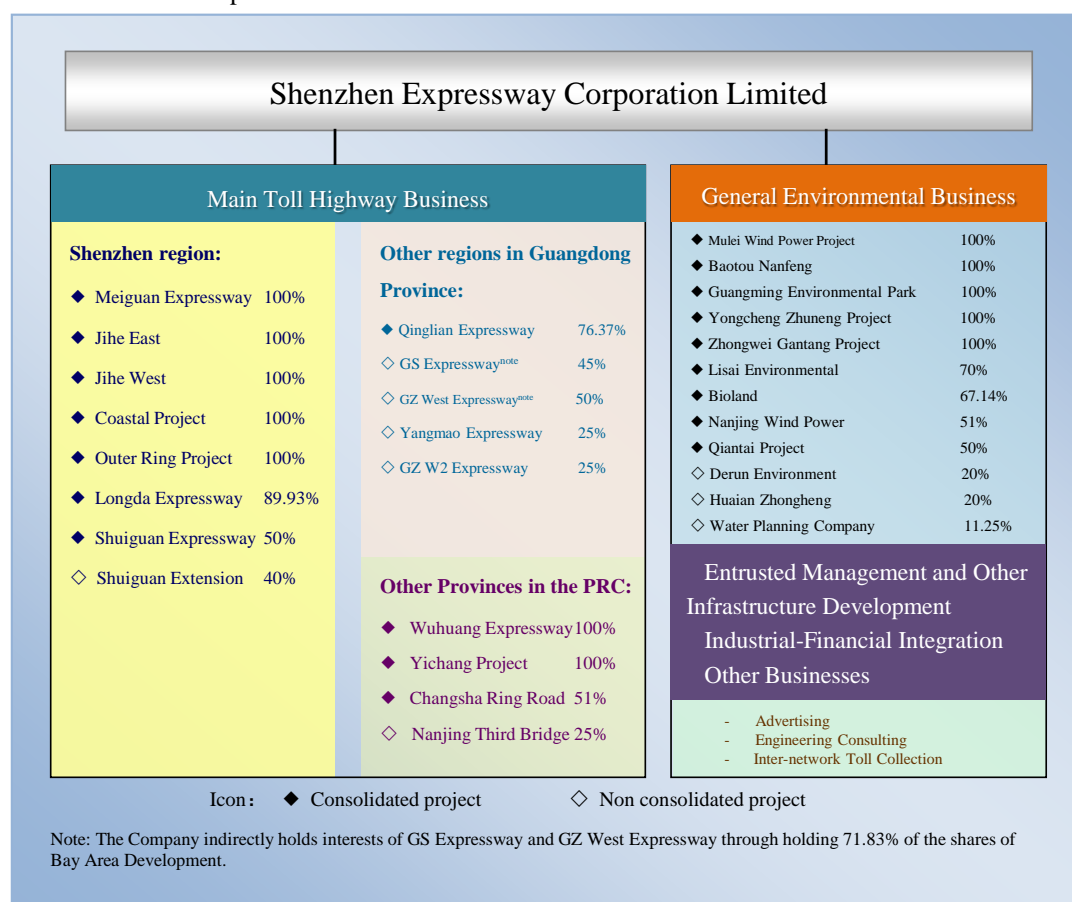 Shenzhen Expressway Corporation Limited
Main Toll Highway Business
Shenzhen region:
◆ Meiguan Expressway 100%
◆ Jihe East 100%
◆ Jihe West 100%
◆ Coastal Project 100%
◆ Outer Ring Project 100%
◆ Longda Expressway 89.93%
◆ Shuiguan Expressway 50%
◇ Shuiguan Extension 40%
Other regions in Guangdong
Province:
◆ Qinglian Expressway 76.37%
◇ GS Expressway note 45%
◇ GZ West Expressway note 50%
◇ Yangmao Expressway 25%
◇ GZ W2 Expressway 25%
Other Provinces in the PRC:
◆ Wuhuang Expressway 100%
◆ Yichang Project 100%
◆ Changsha Ring Road 51%
◇ Nanjing Third Bridge 25%
General Environmental Business
◆ Mulei Wind Power Project 100%
◆ Baotou Nanfeng 100%
◆ Guangming Environmental Park 100%
◆ Yongcheng Zhuneng Project 100%
◆ Zhongwei Gantang Project 100%
◆ Lisai Environmental 70%
◆ Bioland 67.14%
◆ Nanjing Wind Power 51%
◆ Qiantai Project 50%
◇ Derun Environment 20%
◇ Huaian Zhongheng 20%
◇ Water Planning Company 11.25%
Entrusted Management and Other
Infrastructure Development
Industrial-Financial Integration
Other Businesses
- Advertising
- Engineering Consulting
- Inter-network Toll Collection
Icon： ◆ Consolidated project ◇ Non consolidated project
Note: The Company indirectly holds interests of GS Expressway and GZ West Expressway through holding 71.83% of the shares of
Bay Area Development.